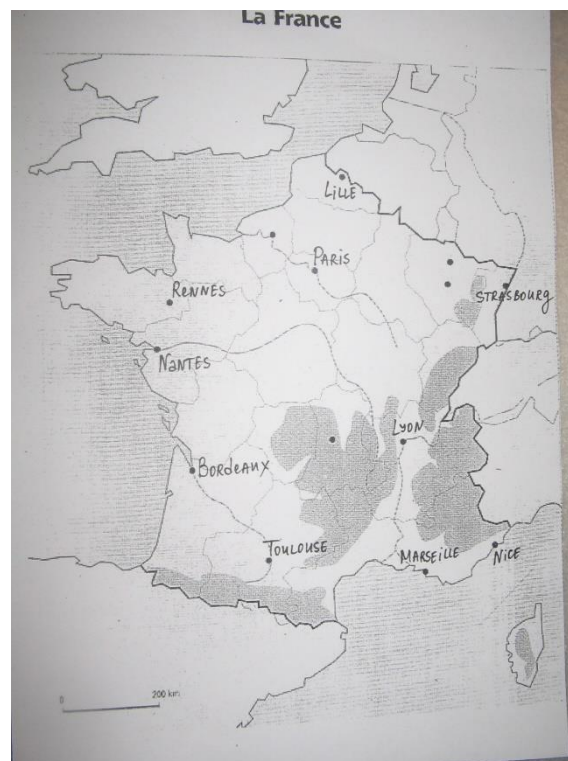 La France
LILLE
PARIS
RENNES
STRASBOURG
NANTES
LYON
BORDEAUX
TOULOUSE
MARSEILLE
NICE
0 200 km